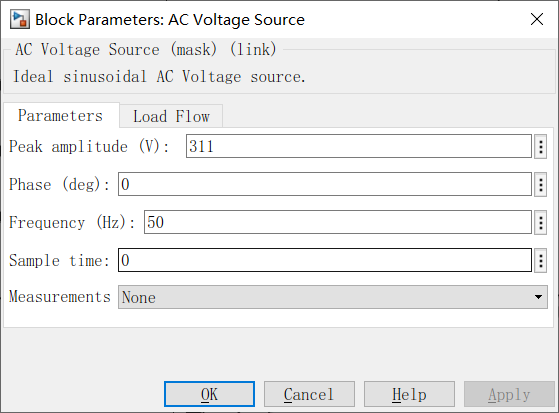 Block Parameters: AC Voltage Source
AC Voltage Source (mask) (link)
Ideal sinusoidal AC Voltage source.
Parameters Load Flow
Peak amplitude (V): 311
Phase (deg): 0
Frequency (Hz): 50
Sample time: 0
Measurements None
OK Cancel Help Apply